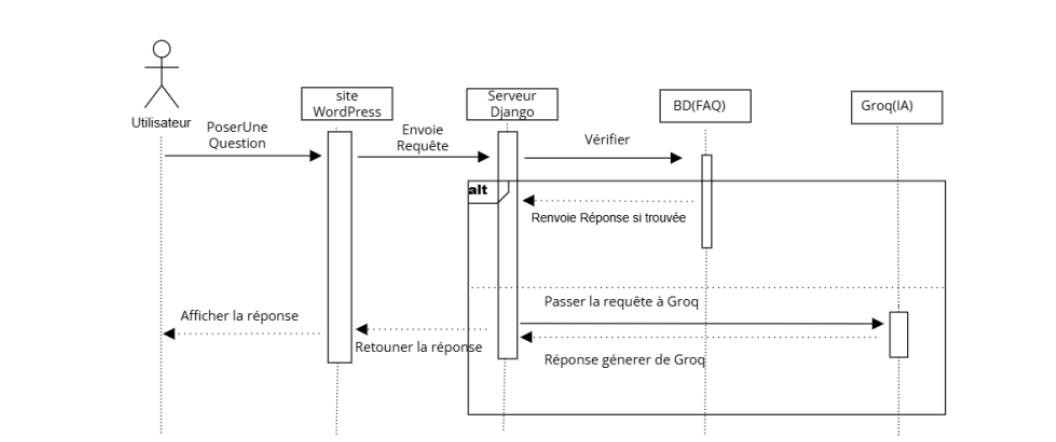 site
WordPress
Serveur
Django
BD(FAQ)
Groq(IA)
Utilisateur
PoserUne
Question
Envoie
Requête
Vérifier
alt
Renvoie Réponse si trouvée
Passer la requête à Groq
Afficher la réponse
Retouner la réponse
Réponse génerer de Groq